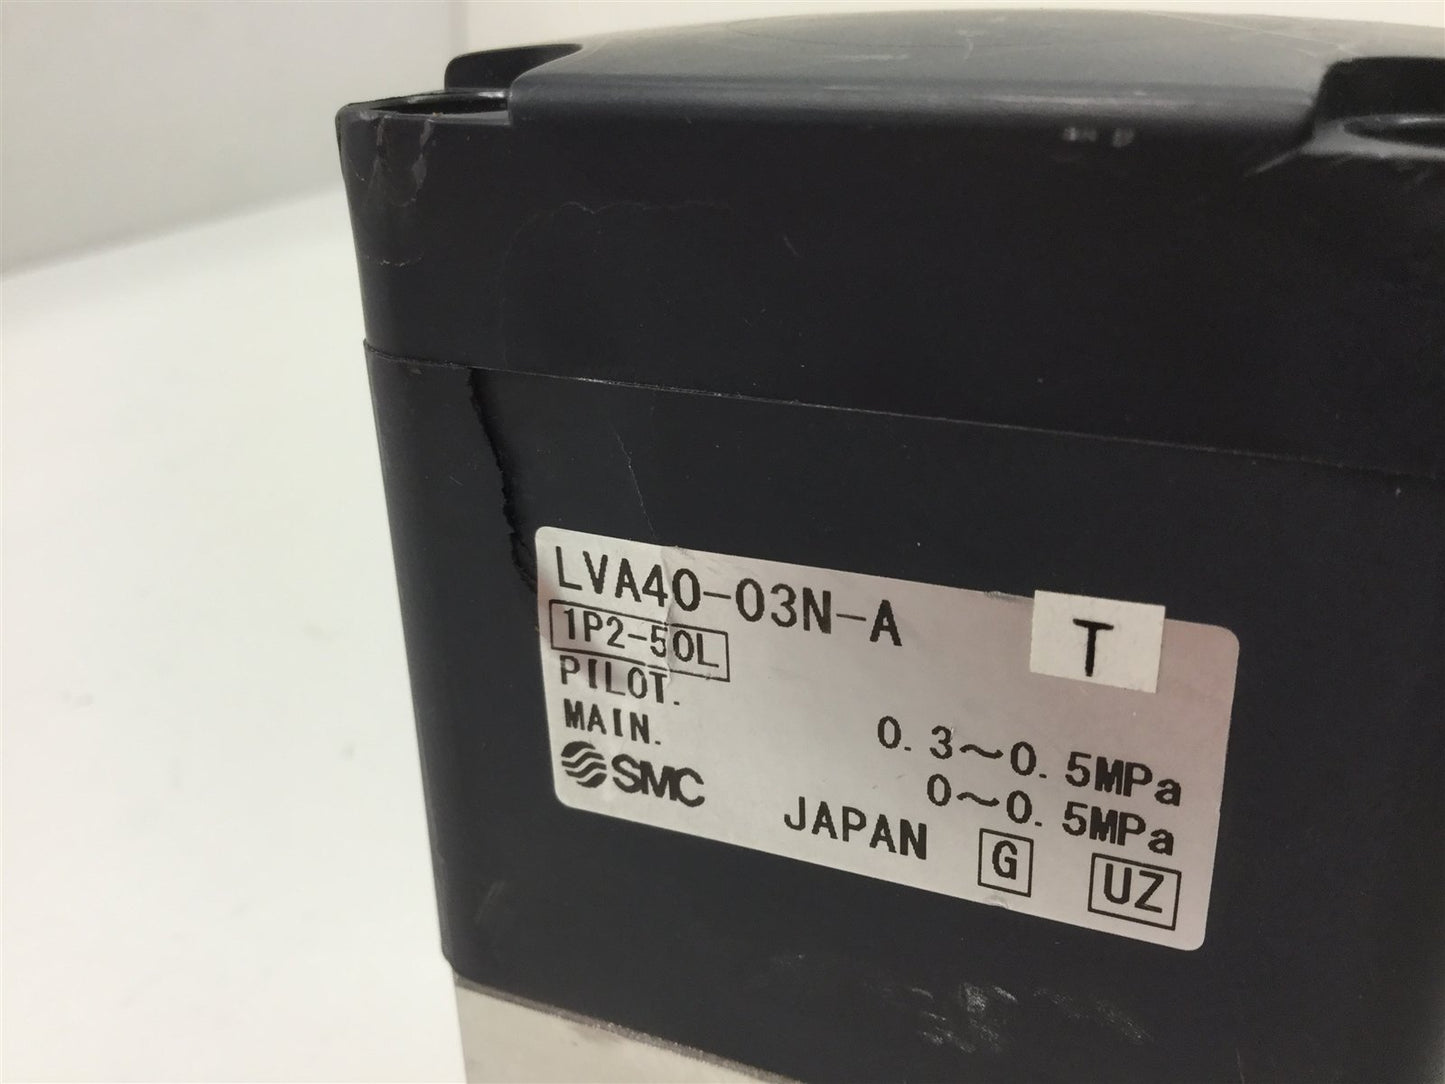 LVA40-03N-A
T
1P2-50L
PILOT. 0.3～0.5MPa
MAIN. 0～0.5MPa
SMC JAPAN G UZ